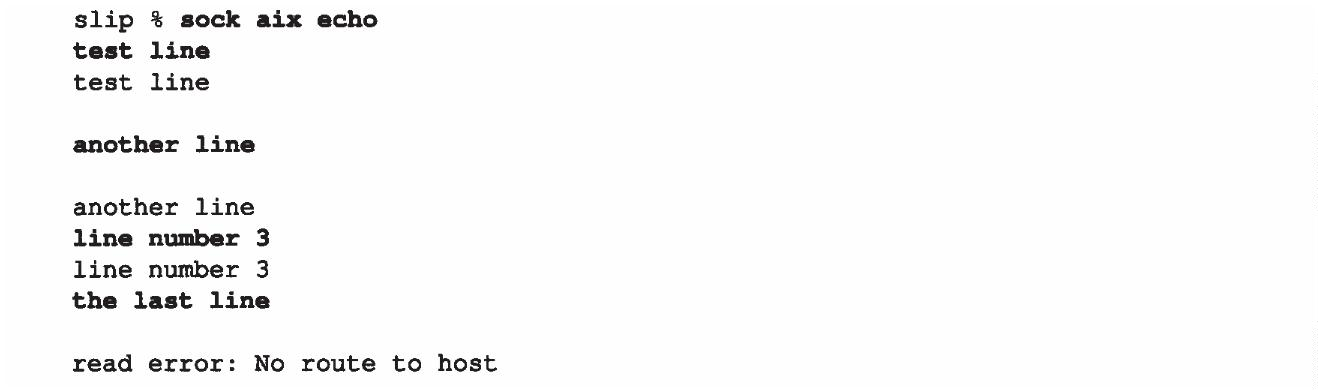 slip % sock aix echo
test line
test line
another line
another line
line number 3
line number 3
the last line
read error: No route to host